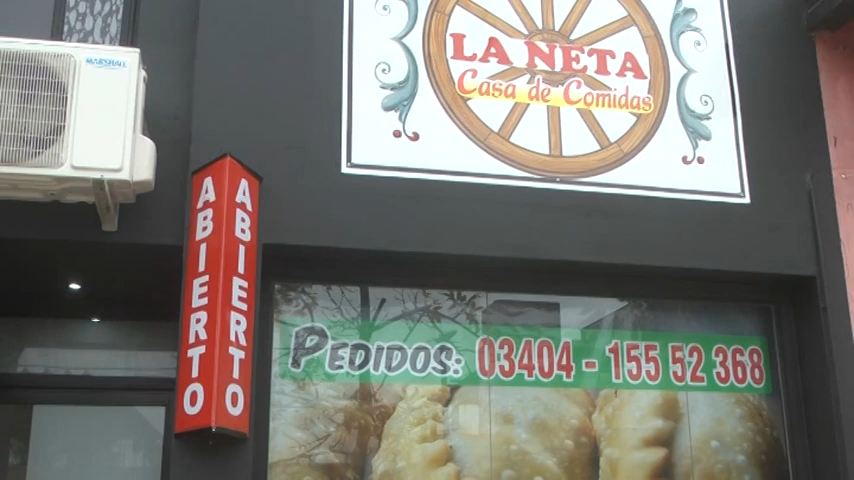 MARSHALL
LA NETA
Casa de Comidas
ABIERTO
ABIERTO
PEDIDOS: 03404 - 155 52 368